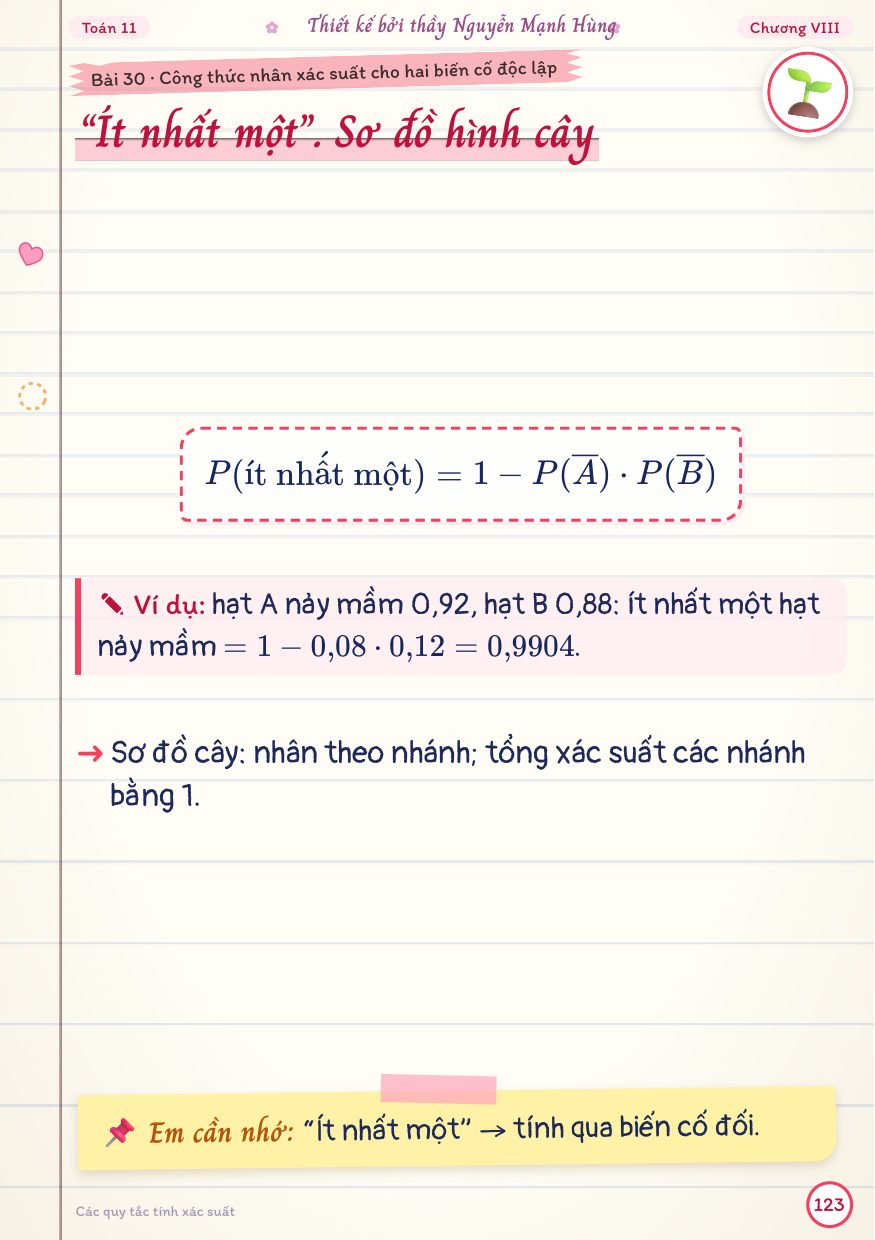 Toán 11
Thiết kế bởi thầy Nguyễn Mạnh Hùng
Chương VIII
Bài 30 · Công thức nhân xác suất cho hai biến cố độc lập
“Ít nhất một”. Sơ đồ hình cây
P(ít nhất một) = 1 − P(A̅) · P(B̅)
Ví dụ: hạt A nảy mầm 0,92, hạt B 0,88: ít nhất một hạt
nảy mầm = 1 − 0,08 · 0,12 = 0,9904.
→ Sơ đồ cây: nhân theo nhánh; tổng xác suất các nhánh
bằng 1.
Em cần nhớ: “Ít nhất một” → tính qua biến cố đối.
Các quy tắc tính xác suất
123